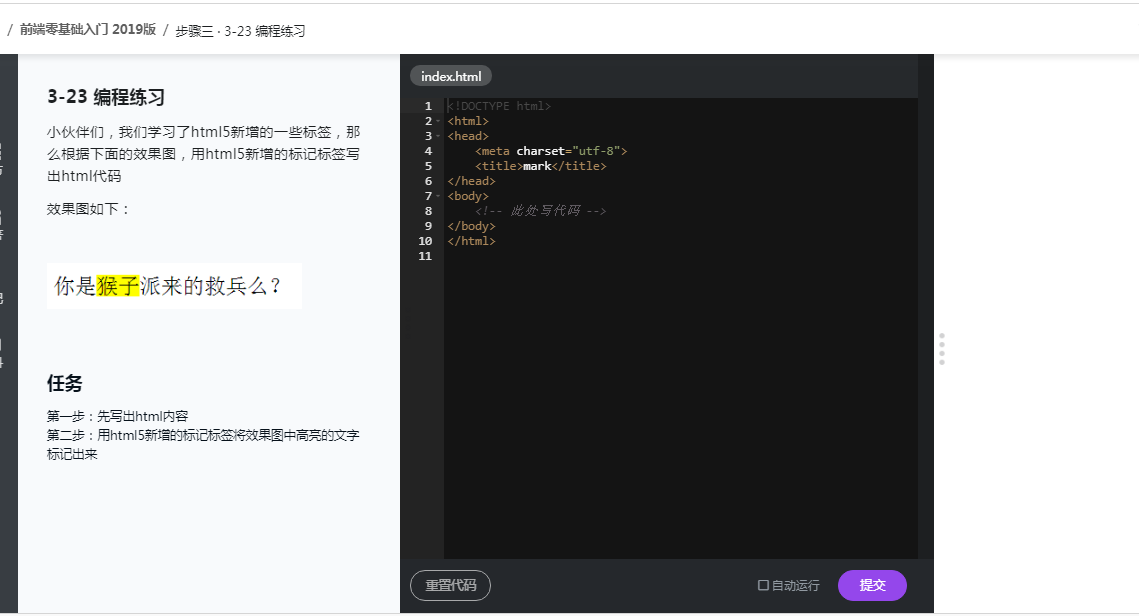 / 前端零基础入门 2019版 / 步骤三 · 3-23 编程练习
3-23 编程练习
小伙伴们，我们学习了html5新增的一些标签，那
么根据下面的效果图，用html5新增的标记标签写
出html代码
效果图如下：
你是猴子派来的救兵么？
任务
第一步：先写出html内容
第二步：用html5新增的标记标签将效果图中高亮的文字
标记出来
index.html
1 <!DOCTYPE html>
2 <html>
3 <head>
4 <meta charset="utf-8">
5 <title>mark</title>
6 </head>
7 <body>
8 <!-- 此处写代码 -->
9 </body>
10 </html>
11
重置代码 自动运行 提交